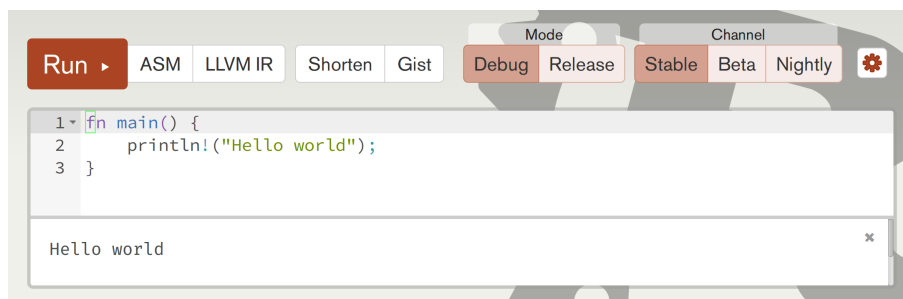 Mode Channel
Run ▸ ASM LLVM IR Shorten Gist Debug Release Stable Beta Nightly
1 fn main() {
2     println!("Hello world");
3 }
Hello world